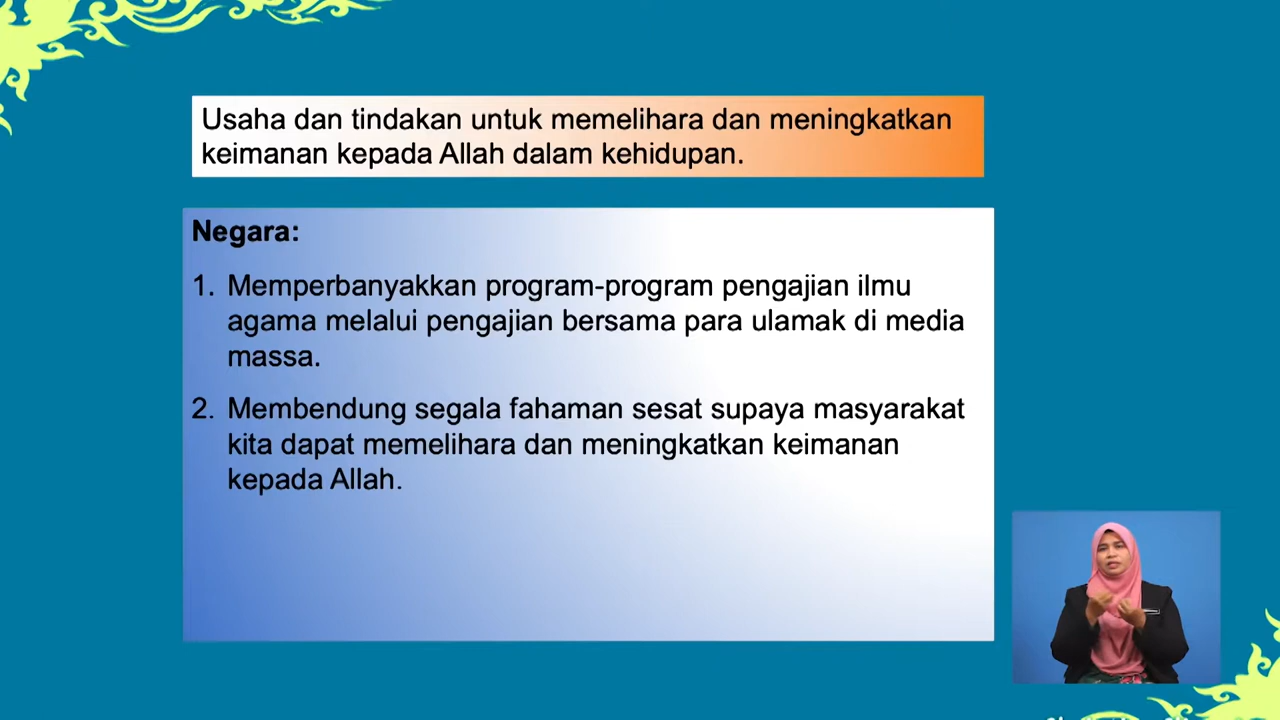 Usaha dan tindakan untuk memelihara dan meningkatkan
keimanan kepada Allah dalam kehidupan.
Negara:
1. Memperbanyakkan program-program pengajian ilmu
agama melalui pengajian bersama para ulamak di media
massa.
2. Membendung segala fahaman sesat supaya masyarakat
kita dapat memelihara dan meningkatkan keimanan
kepada Allah.